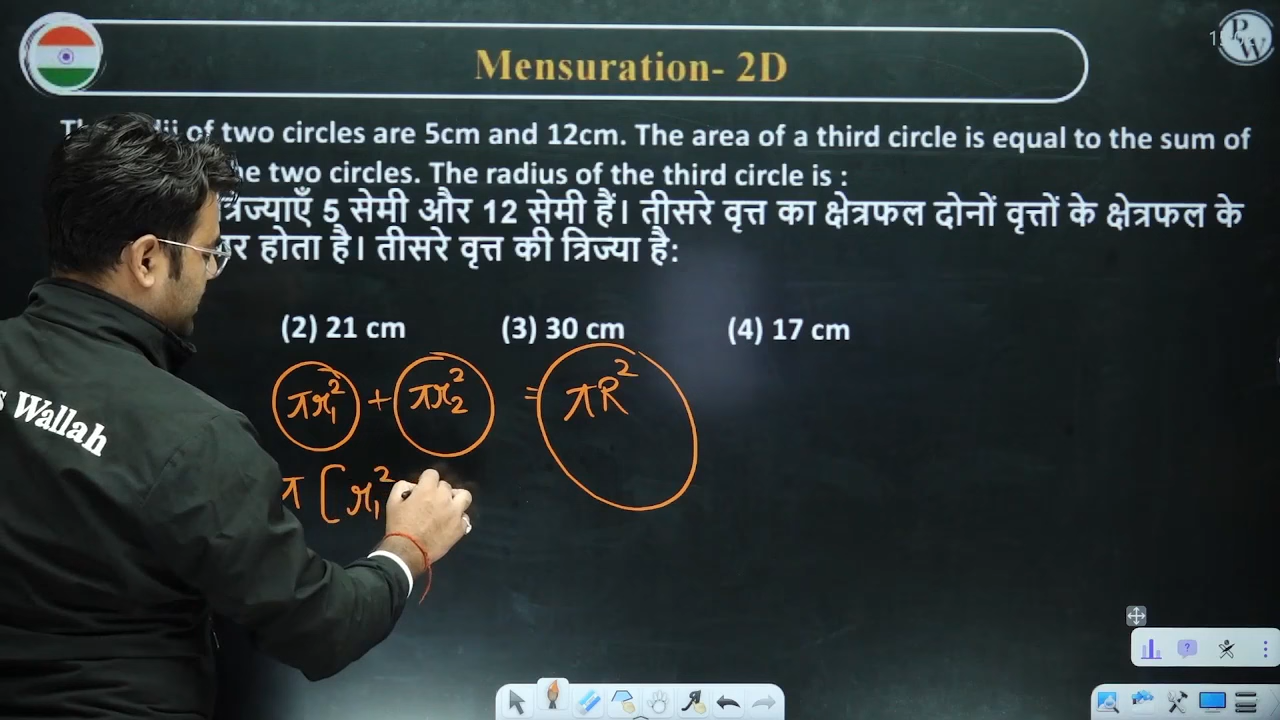 Mensuration- 2D
of two circles are 5cm and 12cm. The area of a third circle is equal to the sum of
two circles. The radius of the third circle is :
5 सेमी और 12 सेमी हैं। तीसरे वृत्त का क्षेत्रफल दोनों वृत्तों के क्षेत्रफल के
होता है। तीसरे वृत्त की त्रिज्या है:
(2) 21 cm (3) 30 cm (4) 17 cm
πr₁² + πr₂² = πR²
π [r₁²
Wallah
PW